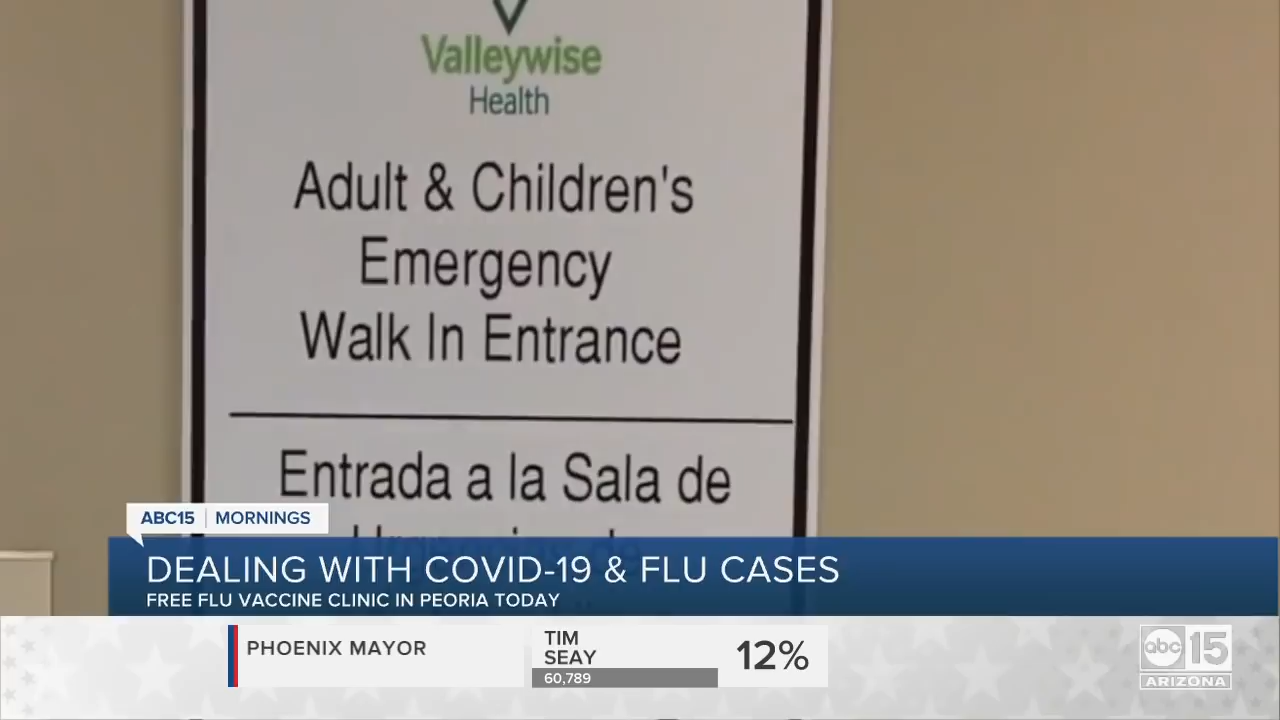 Valleywise
Health
Adult & Children's
Emergency
Walk In Entrance
Entrada a la Sala de
ABC15 | MORNINGS
DEALING WITH COVID-19 & FLU CASES
FREE FLU VACCINE CLINIC IN PEORIA TODAY
PHOENIX MAYOR
TIM
SEAY
60,789
12%
abc 15
ARIZONA